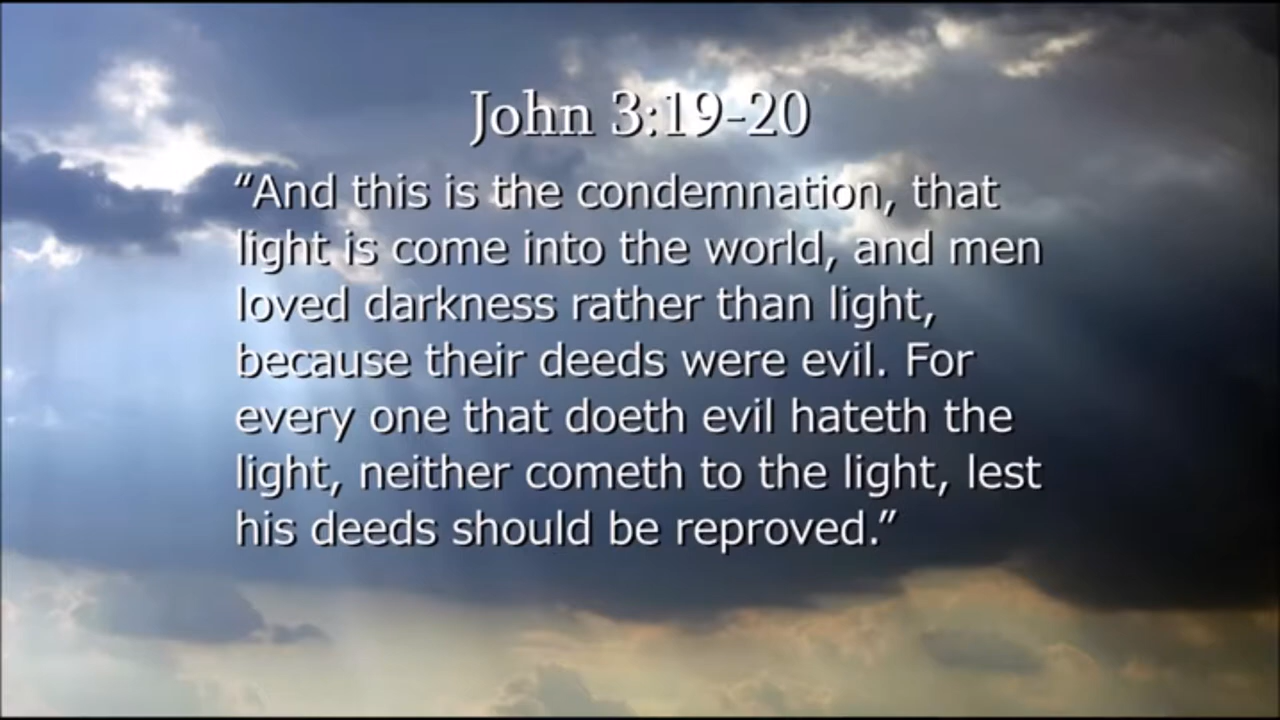 John 3:19-20
“And this is the condemnation, that
light is come into the world, and men
loved darkness rather than light,
because their deeds were evil. For
every one that doeth evil hateth the
light, neither cometh to the light, lest
his deeds should be reproved.”